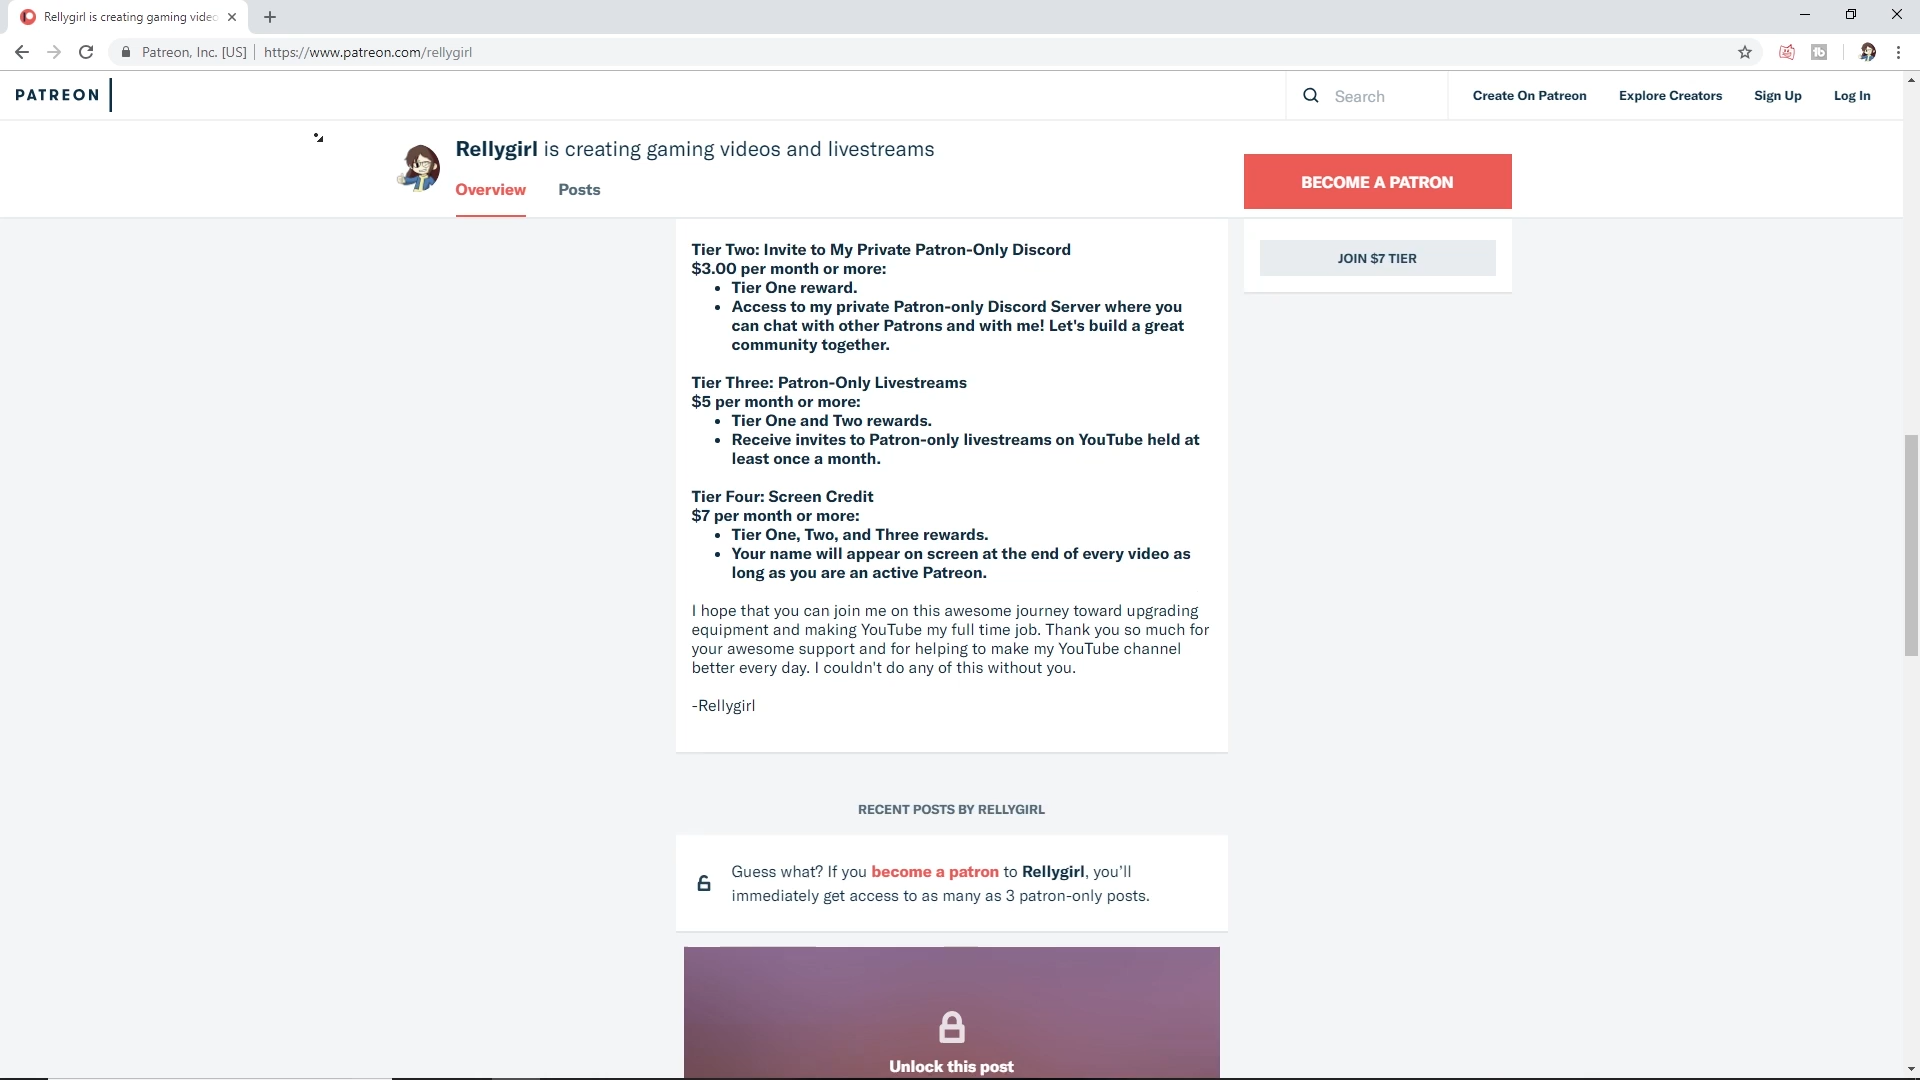 Rellygirl is creating gaming video
Patreon, Inc. [US] | https://www.patreon.com/rellygirl
PATREON
Search
Create On Patreon
Explore Creators
Sign Up
Log In
Rellygirl is creating gaming videos and livestreams
Overview
Posts
BECOME A PATRON
JOIN $7 TIER
Tier Two: Invite to My Private Patron-Only Discord
$3.00 per month or more:
• Tier One reward.
• Access to my private Patron-only Discord Server where you
can chat with other Patrons and with me! Let's build a great
community together.
Tier Three: Patron-Only Livestreams
$5 per month or more:
• Tier One and Two rewards.
• Receive invites to Patron-only livestreams on YouTube held at
least once a month.
Tier Four: Screen Credit
$7 per month or more:
• Tier One, Two, and Three rewards.
• Your name will appear on screen at the end of every video as
long as you are an active Patreon.
I hope that you can join me on this awesome journey toward upgrading
equipment and making YouTube my full time job. Thank you so much for
your awesome support and for helping to make my YouTube channel
better every day. I couldn't do any of this without you.
-Rellygirl
RECENT POSTS BY RELLYGIRL
Guess what? If you become a patron to Rellygirl, you'll
immediately get access to as many as 3 patron-only posts.
Unlock this post